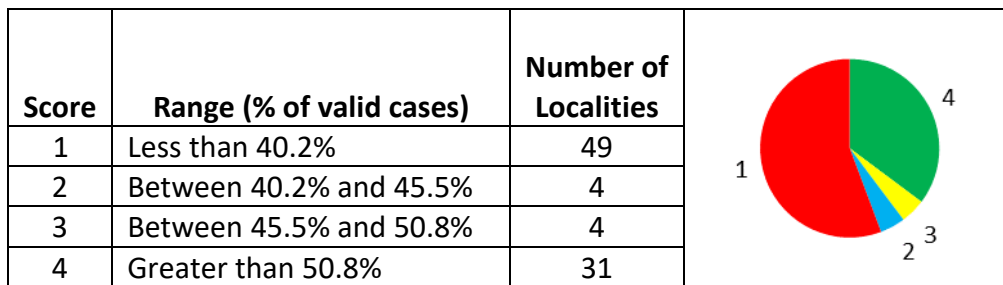 Score Range (% of valid cases) Number of Localities
1 Less than 40.2% 49
2 Between 40.2% and 45.5% 4
3 Between 45.5% and 50.8% 4
4 Greater than 50.8% 31
4
1
3
2